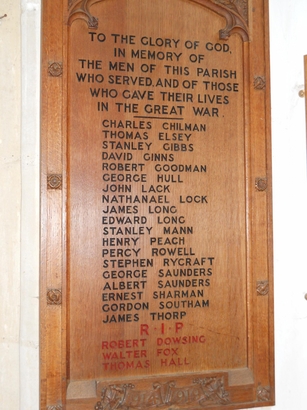 TO THE GLORY OF GOD,
IN MEMORY OF
THE MEN OF THIS PARISH
WHO SERVED, AND OF THOSE
WHO GAVE THEIR LIVES
IN THE GREAT WAR.
CHARLES CHILMAN
THOMAS ELSEY
STANLEY GIBBS
DAVID GINNS
ROBERT GOODMAN
GEORGE HULL
JOHN LACK
NATHANAEL LOCK
JAMES LONG
EDWARD LONG
STANLEY MANN
HENRY PEACH
PERCY ROWELL
STEPHEN RYCRAFT
GEORGE SAUNDERS
ALBERT SAUNDERS
ERNEST SHARMAN
GORDON SOUTHAM
JAMES THORP
R·I·P
ROBERT DOWSING
WALTER FOX
THOMAS HALL